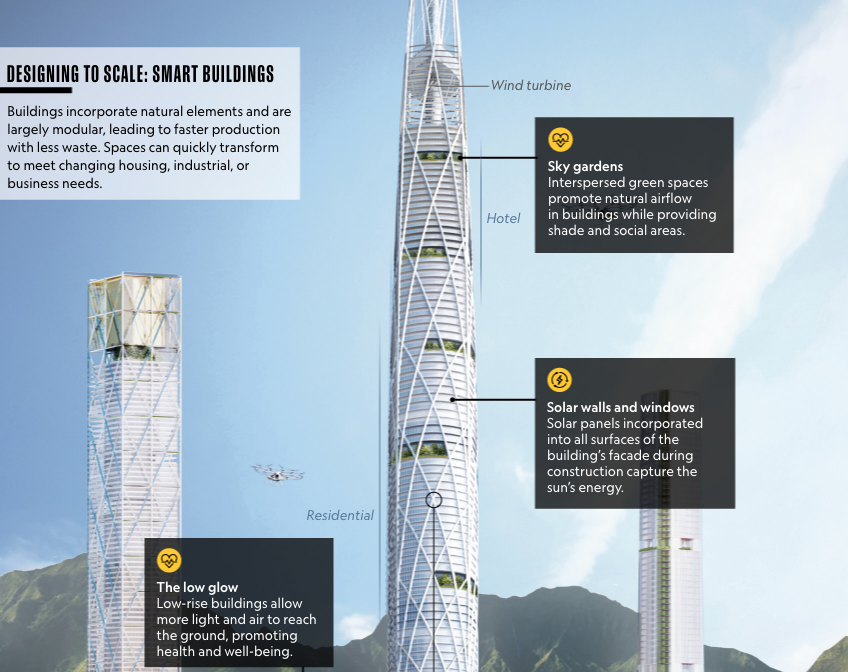 DESIGNING TO SCALE: SMART BUILDINGS
Buildings incorporate natural elements and are
largely modular, leading to faster production
with less waste. Spaces can quickly transform
to meet changing housing, industrial, or
business needs.
Wind turbine
Sky gardens
Interspersed green spaces
promote natural airflow
in buildings while providing
shade and social areas.
Hotel
Solar walls and windows
Solar panels incorporated
into all surfaces of the
building’s facade during
construction capture the
sun’s energy.
Residential
The low glow
Low-rise buildings allow
more light and air to reach
the ground, promoting
health and well-being.